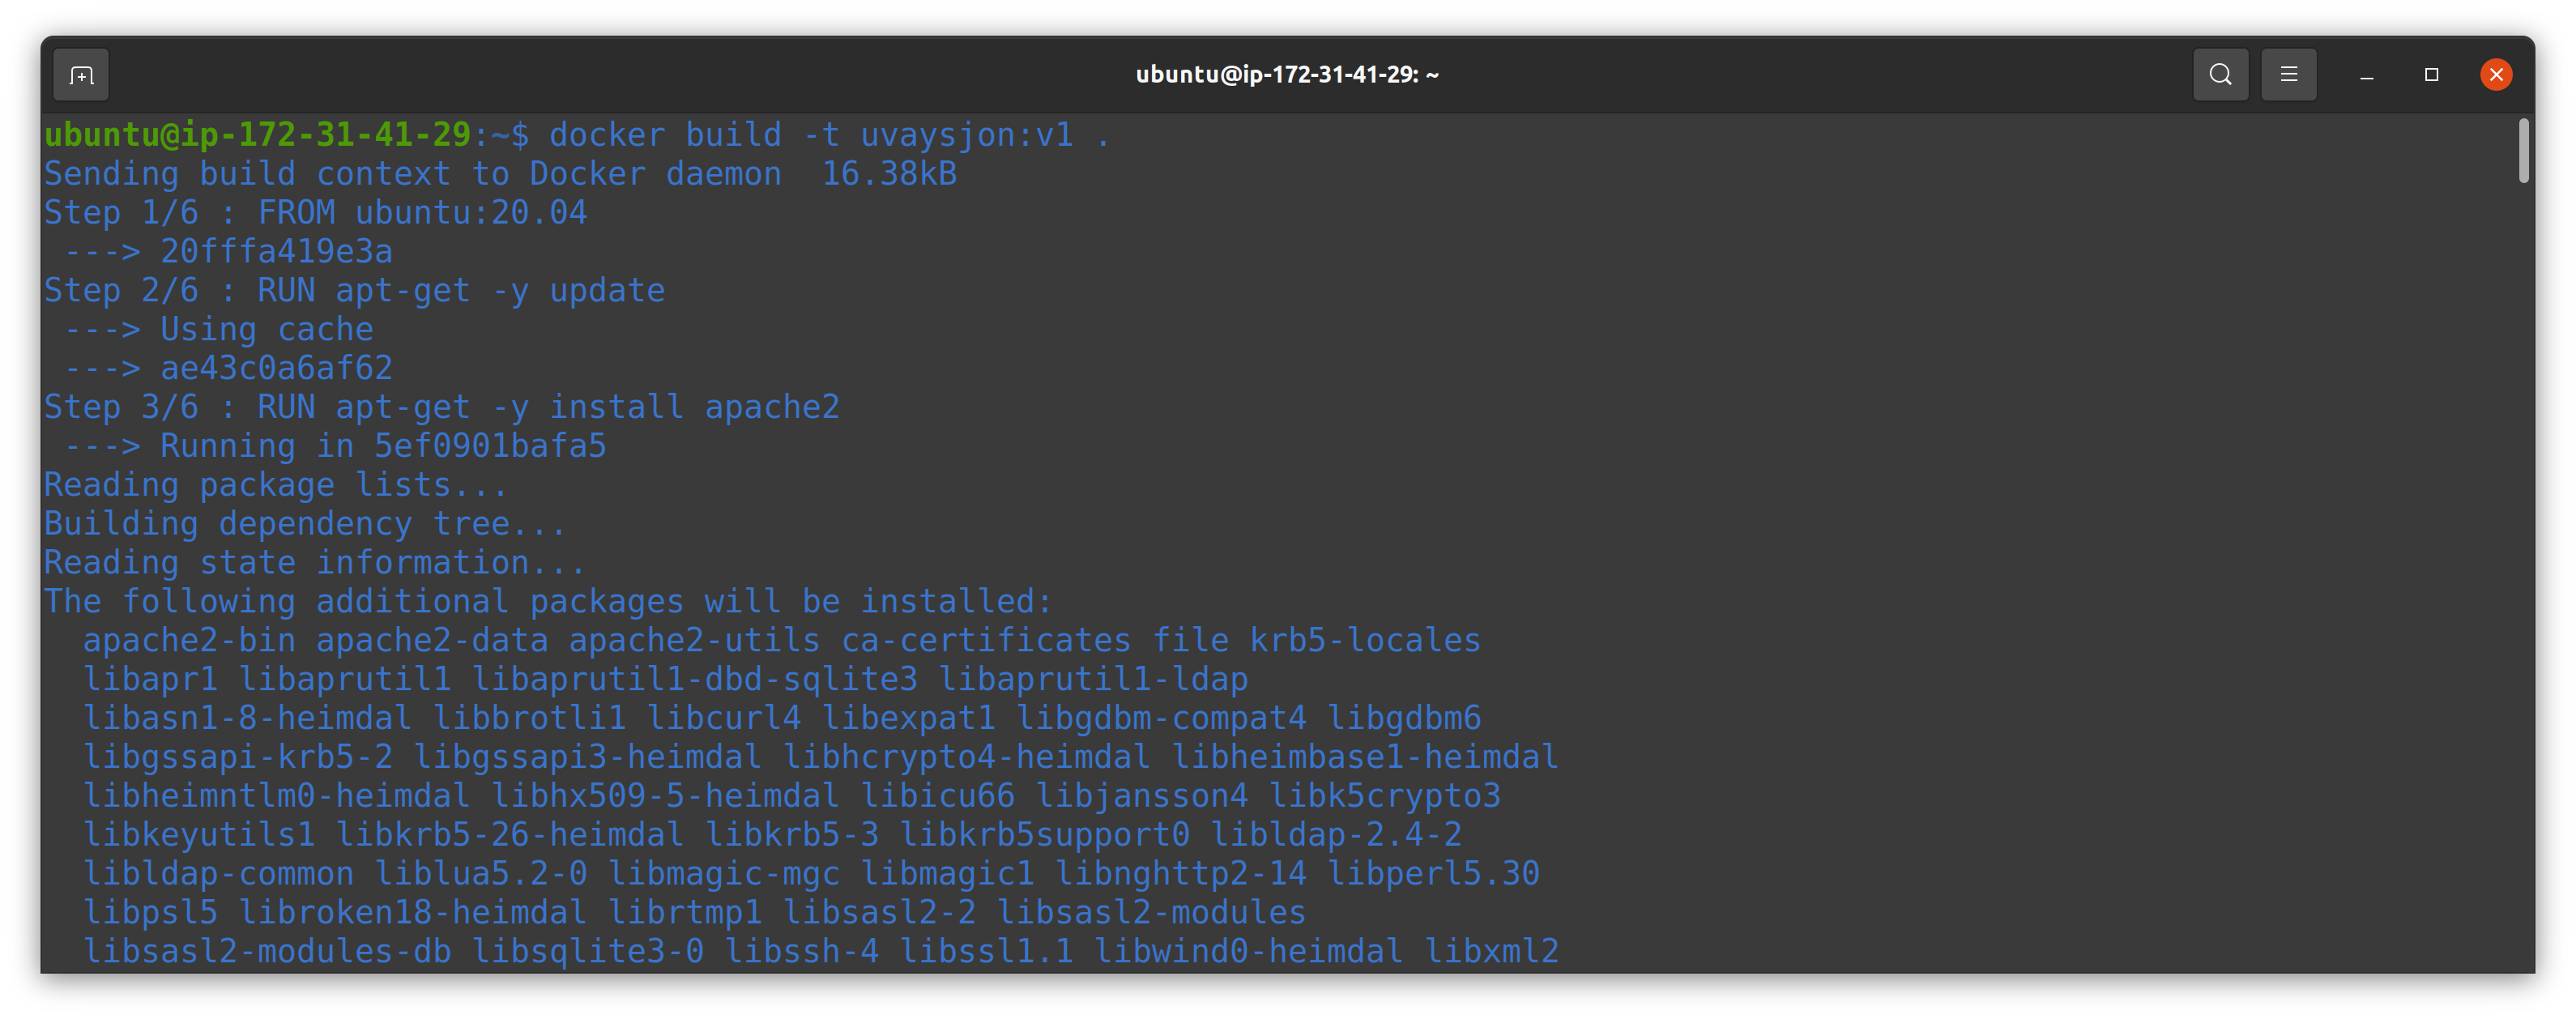 ubuntu@ip-172-31-41-29: ~
ubuntu@ip-172-31-41-29:~$ docker build -t uvaysjon:v1 .
Sending build context to Docker daemon  16.38kB
Step 1/6 : FROM ubuntu:20.04
 ---> 20fffa419e3a
Step 2/6 : RUN apt-get -y update
 ---> Using cache
 ---> ae43c0a6af62
Step 3/6 : RUN apt-get -y install apache2
 ---> Running in 5ef0901bafa5
Reading package lists...
Building dependency tree...
Reading state information...
The following additional packages will be installed:
  apache2-bin apache2-data apache2-utils ca-certificates file krb5-locales
  libapr1 libaprutil1 libaprutil1-dbd-sqlite3 libaprutil1-ldap
  libasn1-8-heimdal libbrotli1 libcurl4 libexpat1 libgdbm-compat4 libgdbm6
  libgssapi-krb5-2 libgssapi3-heimdal libhcrypto4-heimdal libheimbase1-heimdal
  libheimntlm0-heimdal libhx509-5-heimdal libicu66 libjansson4 libk5crypto3
  libkeyutils1 libkrb5-26-heimdal libkrb5-3 libkrb5support0 libldap-2.4-2
  libldap-common liblua5.2-0 libmagic-mgc libmagic1 libnghttp2-14 libperl5.30
  libpsl5 libroken18-heimdal librtmp1 libsasl2-2 libsasl2-modules
  libsasl2-modules-db libsqlite3-0 libssh-4 libssl1.1 libwind0-heimdal libxml2